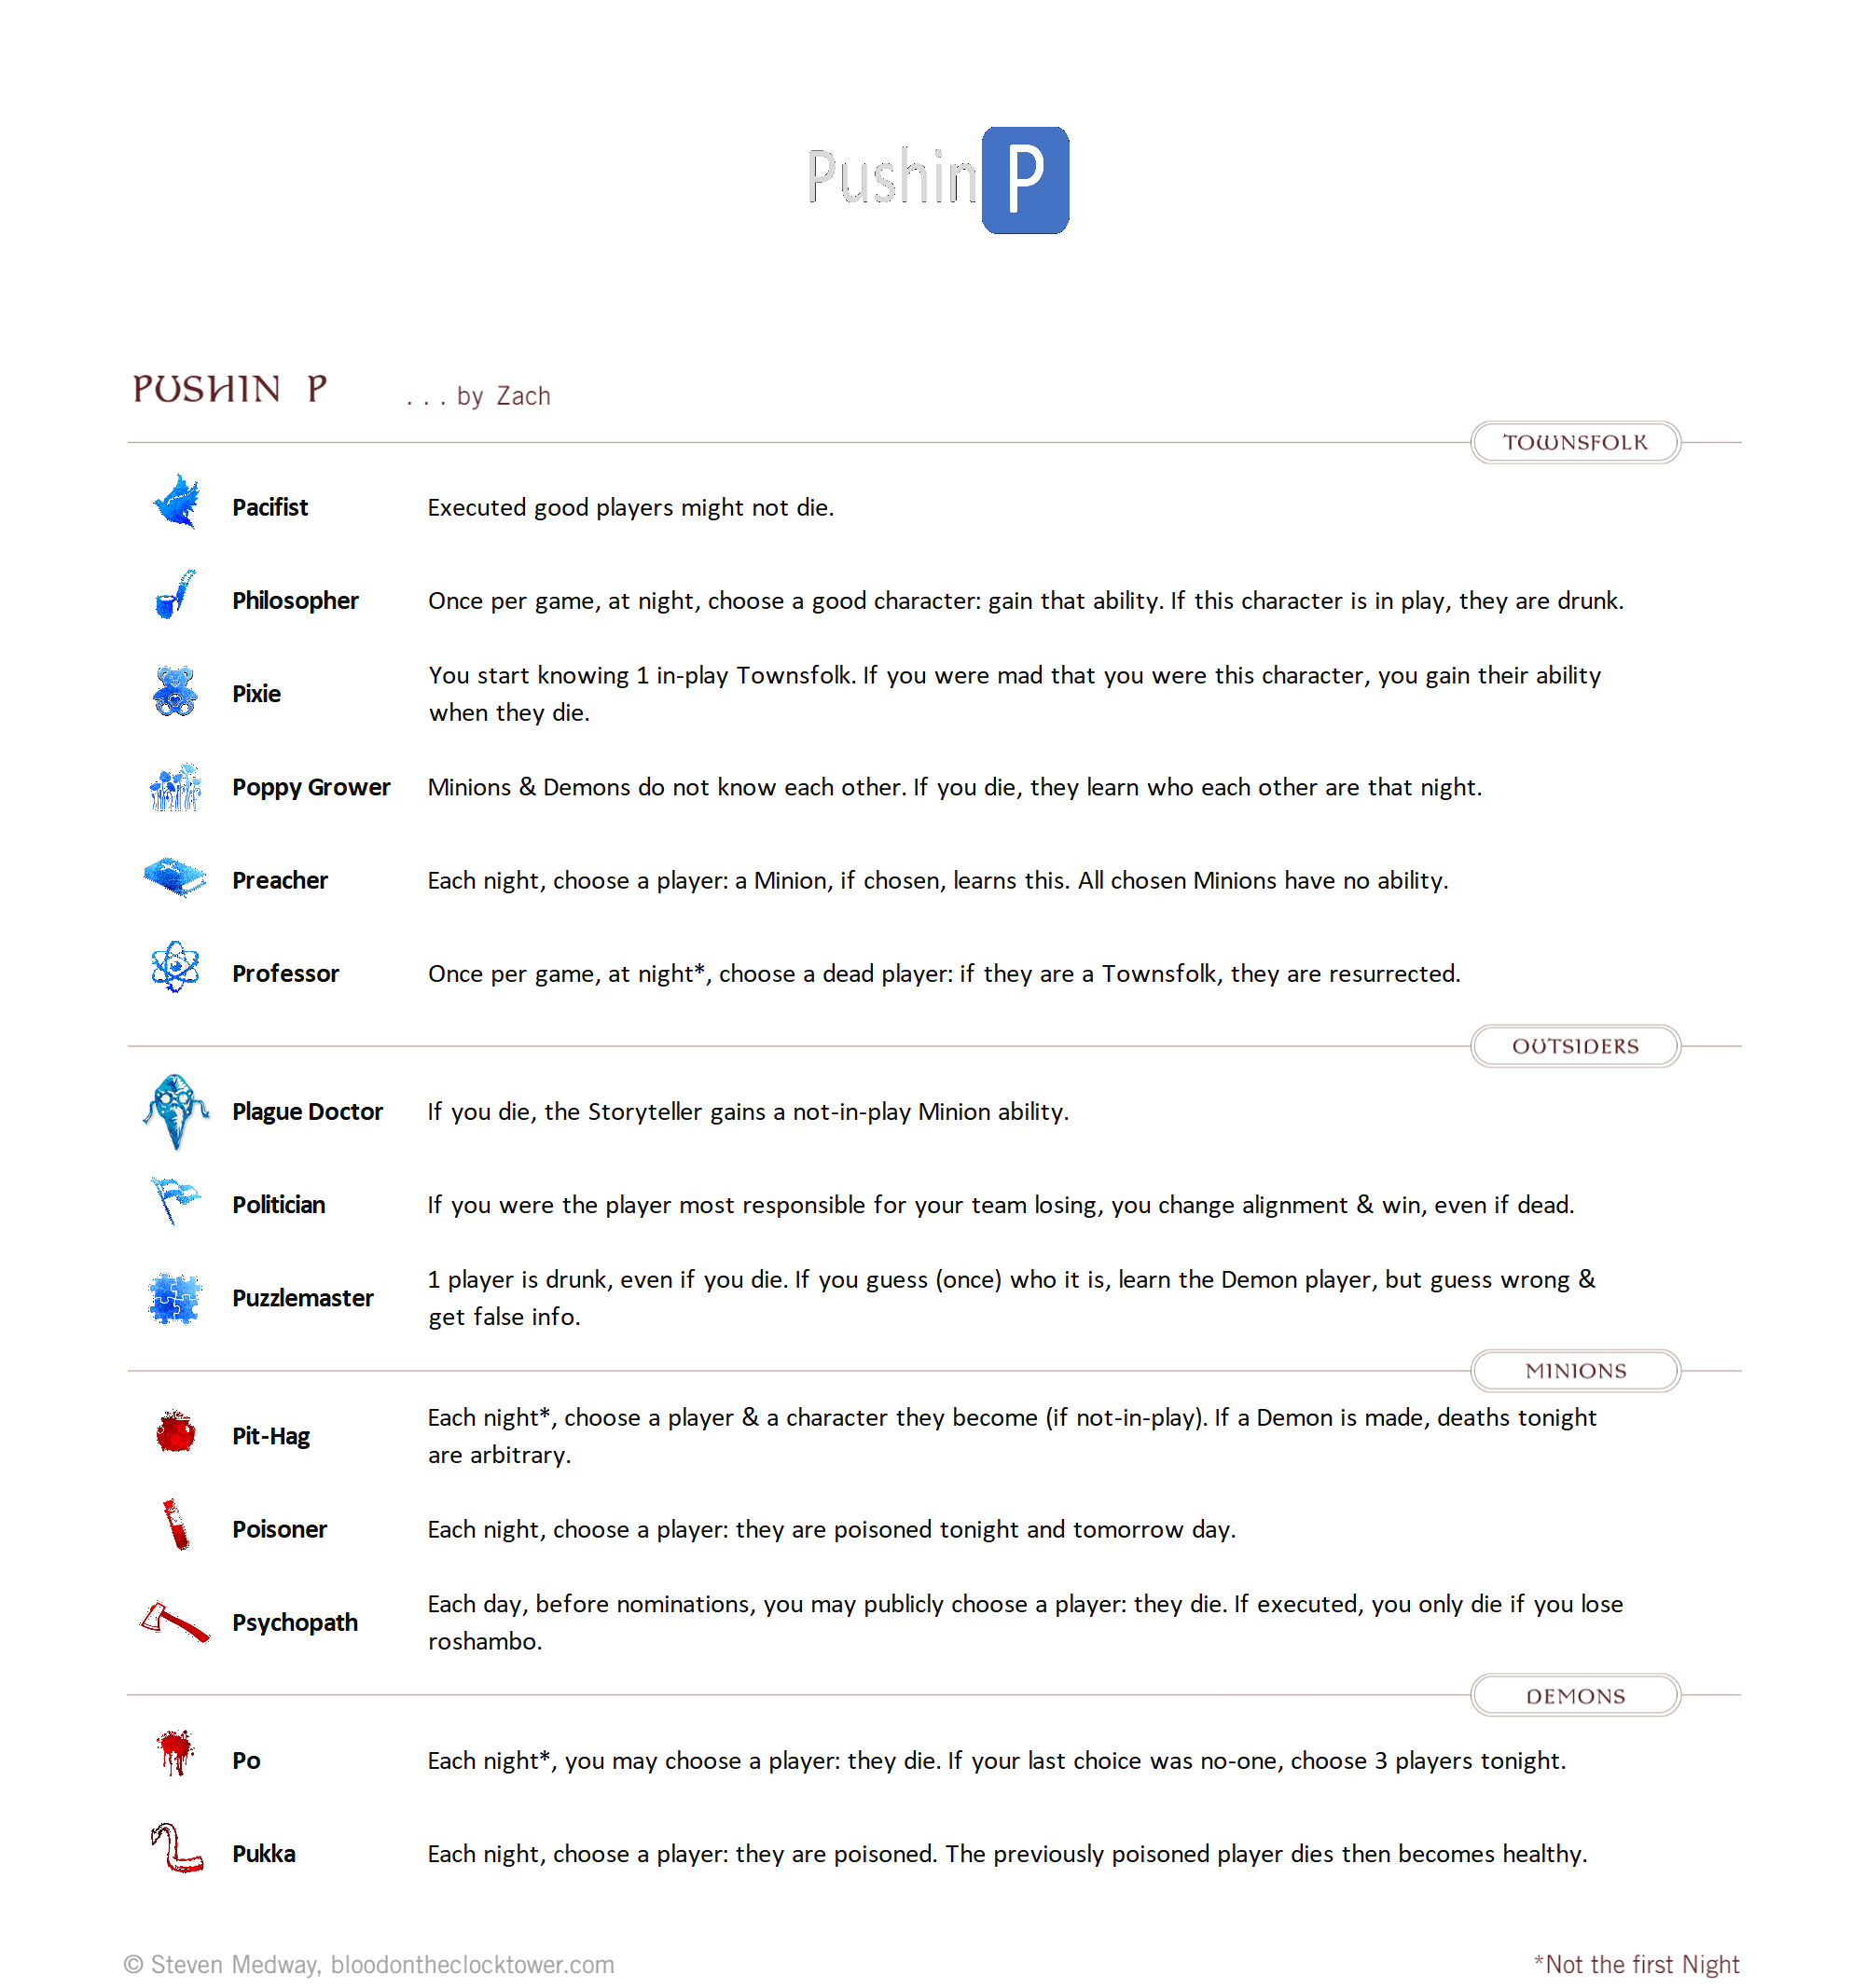 Pushin P
PUSHIN P . . . by Zach
TOWNSFOLK
Pacifist Executed good players might not die.
Philosopher Once per game, at night, choose a good character: gain that ability. If this character is in play, they are drunk.
Pixie You start knowing 1 in-play Townsfolk. If you were mad that you were this character, you gain their ability
when they die.
Poppy Grower Minions & Demons do not know each other. If you die, they learn who each other are that night.
Preacher Each night, choose a player: a Minion, if chosen, learns this. All chosen Minions have no ability.
Professor Once per game, at night*, choose a dead player: if they are a Townsfolk, they are resurrected.
OUTSIDERS
Plague Doctor If you die, the Storyteller gains a not-in-play Minion ability.
Politician If you were the player most responsible for your team losing, you change alignment & win, even if dead.
Puzzlemaster 1 player is drunk, even if you die. If you guess (once) who it is, learn the Demon player, but guess wrong &
get false info.
MINIONS
Pit-Hag Each night*, choose a player & a character they become (if not-in-play). If a Demon is made, deaths tonight
are arbitrary.
Poisoner Each night, choose a player: they are poisoned tonight and tomorrow day.
Psychopath Each day, before nominations, you may publicly choose a player: they die. If executed, you only die if you lose
roshambo.
DEMONS
Po Each night*, you may choose a player: they die. If your last choice was no-one, choose 3 players tonight.
Pukka Each night, choose a player: they are poisoned. The previously poisoned player dies then becomes healthy.
© Steven Medway, bloodontheclocktower.com *Not the first Night